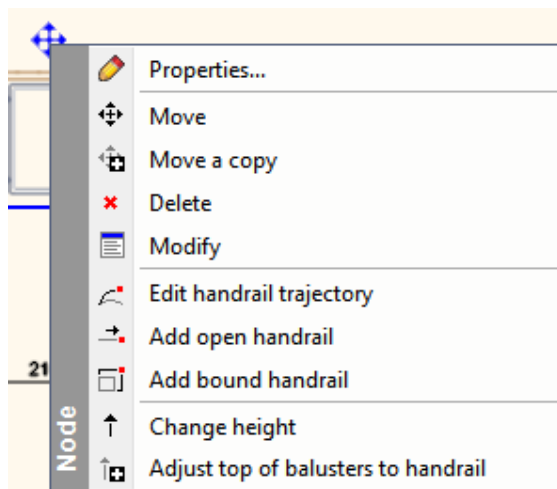 Properties...
Move
Move a copy
Delete
Modify
Edit handrail trajectory
Add open handrail
Add bound handrail
21
Change height
Node
Adjust top of balusters to handrail